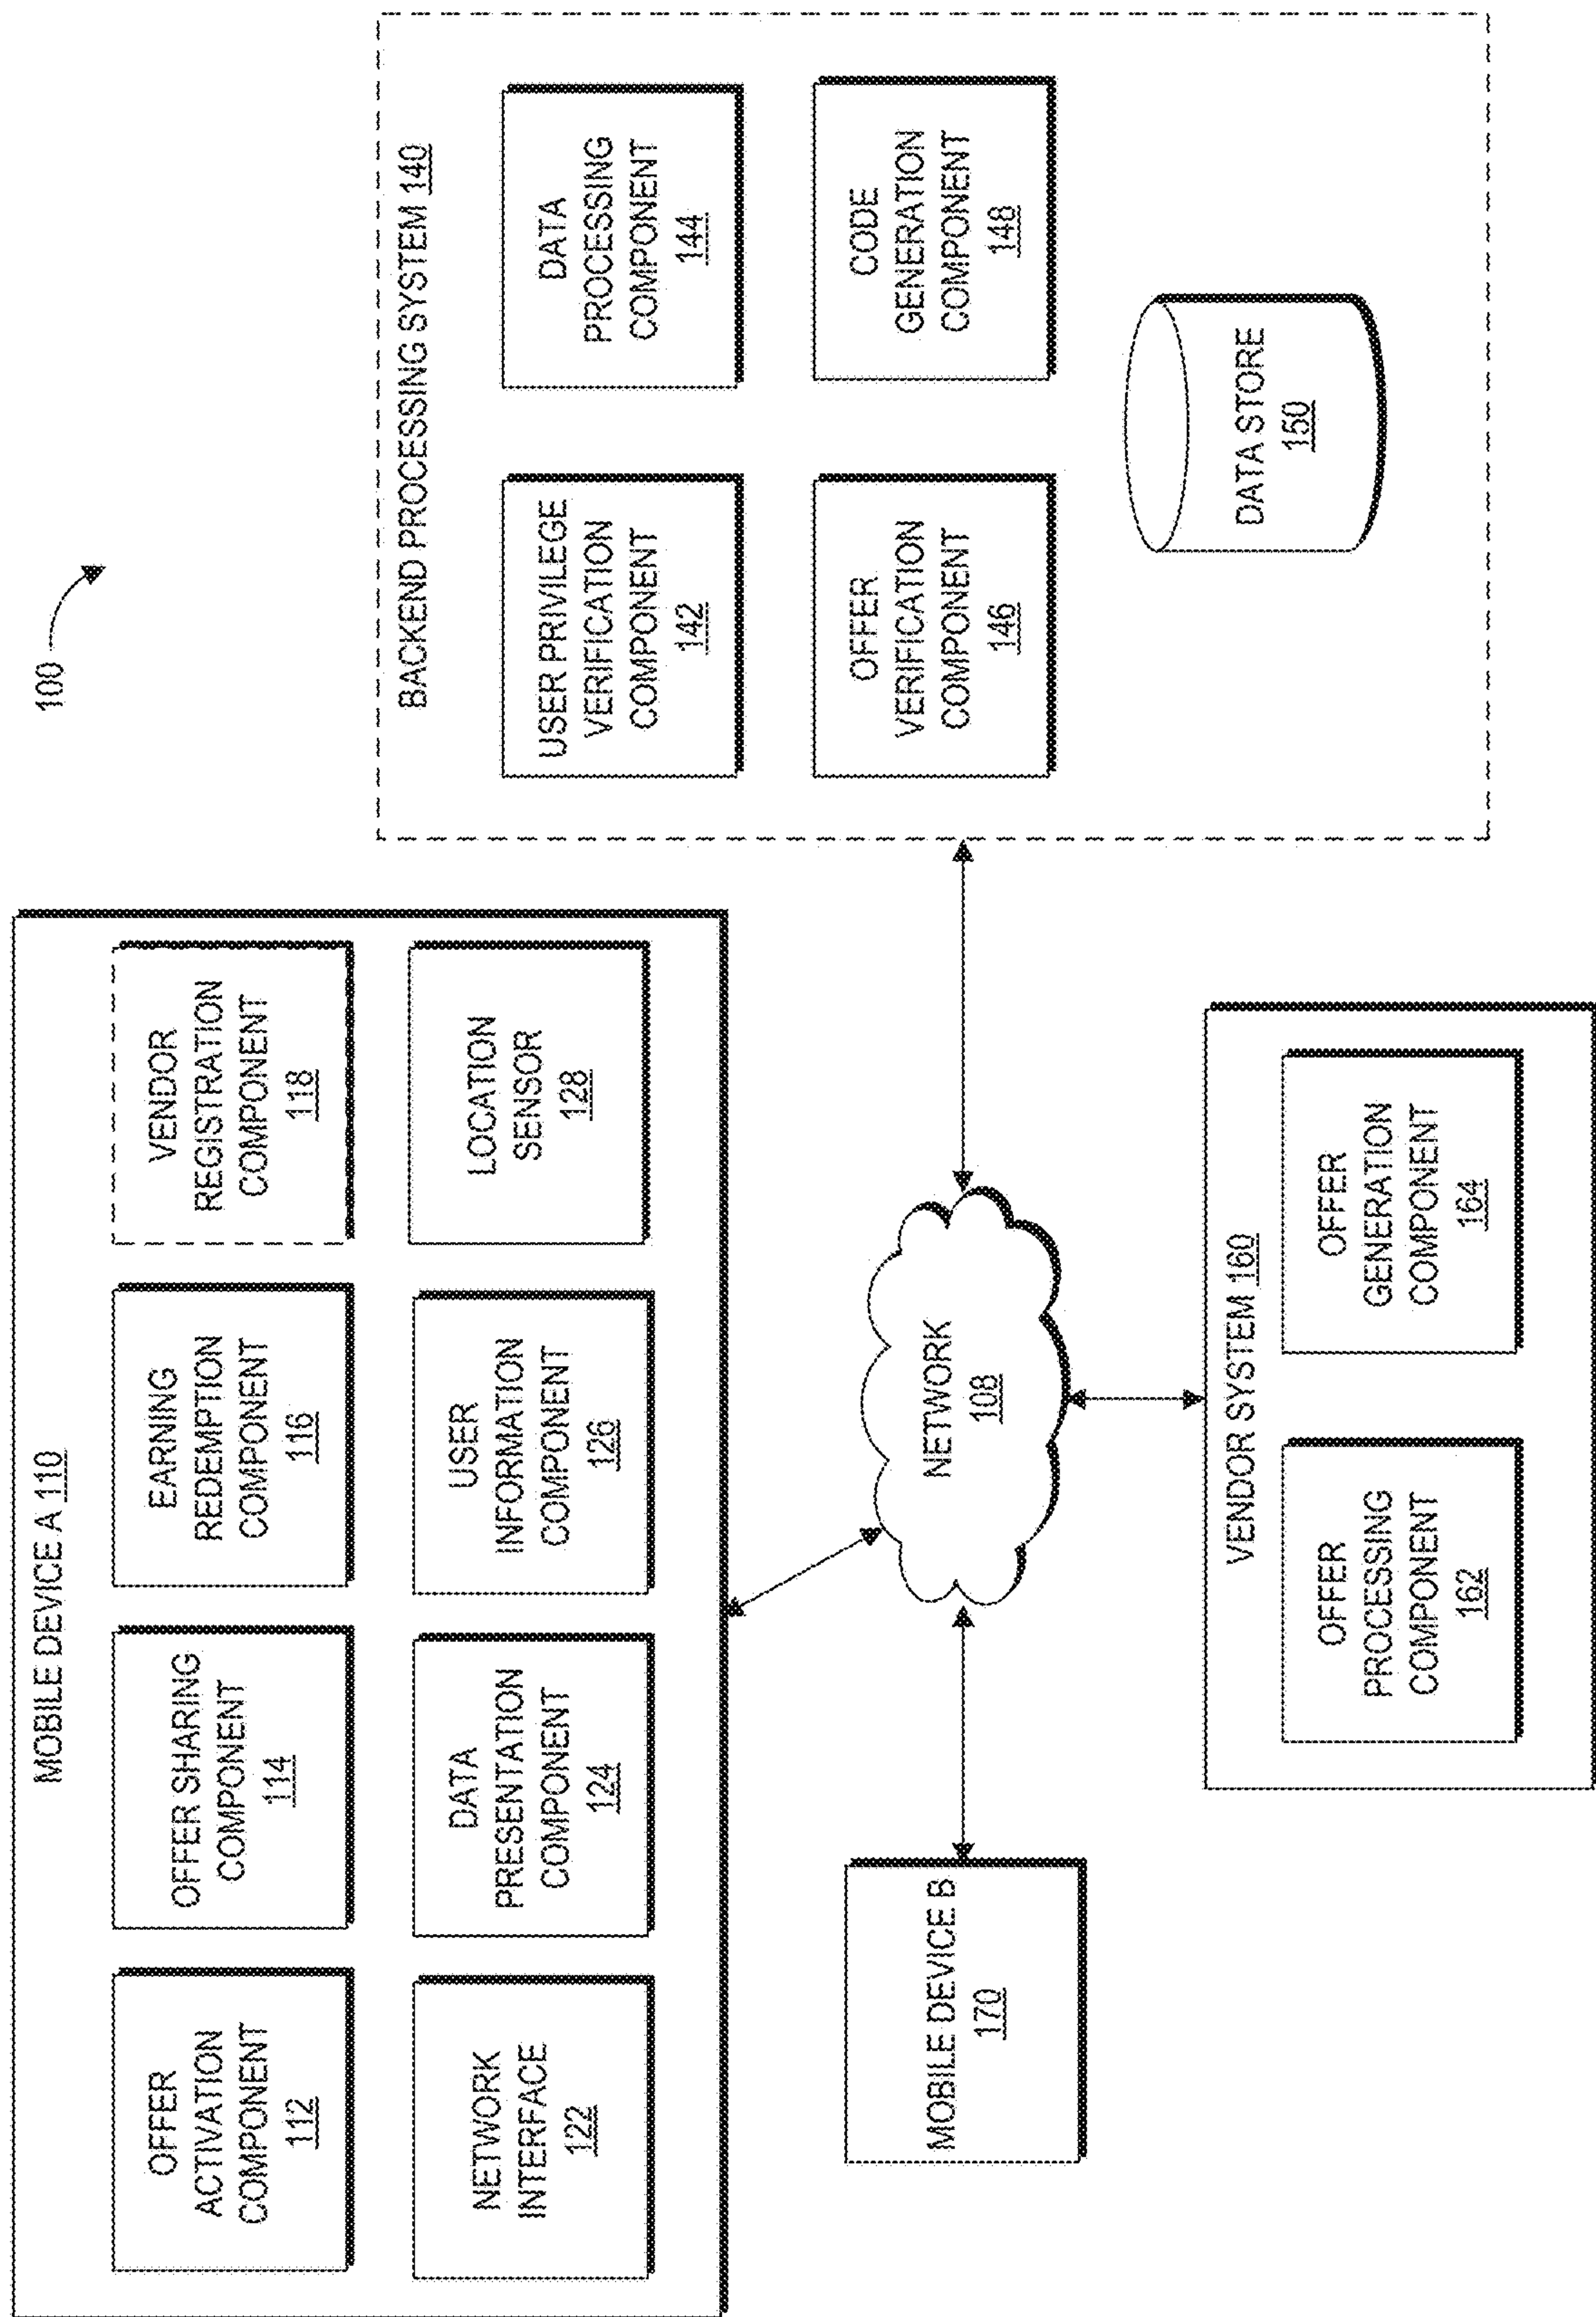 100
MOBILE DEVICE A 110
OFFER
ACTIVATION
COMPONENT
112
OFFER SHARING
COMPONENT
114
EARNING
REDEMPTION
COMPONENT
116
VENDOR
REGISTRATION
COMPONENT
118
NETWORK
INTERFACE
122
DATA
PRESENTATION
COMPONENT
124
USER
INFORMATION
COMPONENT
126
LOCATION
SENSOR
128
BACKEND PROCESSING SYSTEM 140
USER PRIVILEGE
VERIFICATION
COMPONENT
142
DATA
PROCESSING
COMPONENT
144
OFFER
VERIFICATION
COMPONENT
146
CODE
GENERATION
COMPONENT
148
DATA STORE
150
MOBILE DEVICE B
170
NETWORK
108
VENDOR SYSTEM 160
OFFER
PROCESSING
COMPONENT
162
OFFER
GENERATION
COMPONENT
164